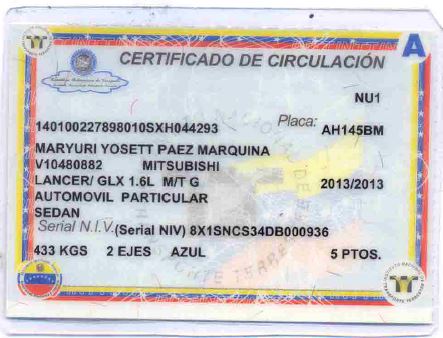 CERTIFICADO DE CIRCULACIÓN
A
NU1
140100227898010SXH044293 Placa: AH145BM
MARYURI YOSETT PAEZ MARQUINA
V10480882 MITSUBISHI
LANCER/ GLX 1.6L M/T G 2013/2013
AUTOMOVIL PARTICULAR
SEDAN
Serial N.I.V. (Serial NIV) 8X1SNCS34DB000936
433 KGS 2 EJES AZUL 5 PTOS.